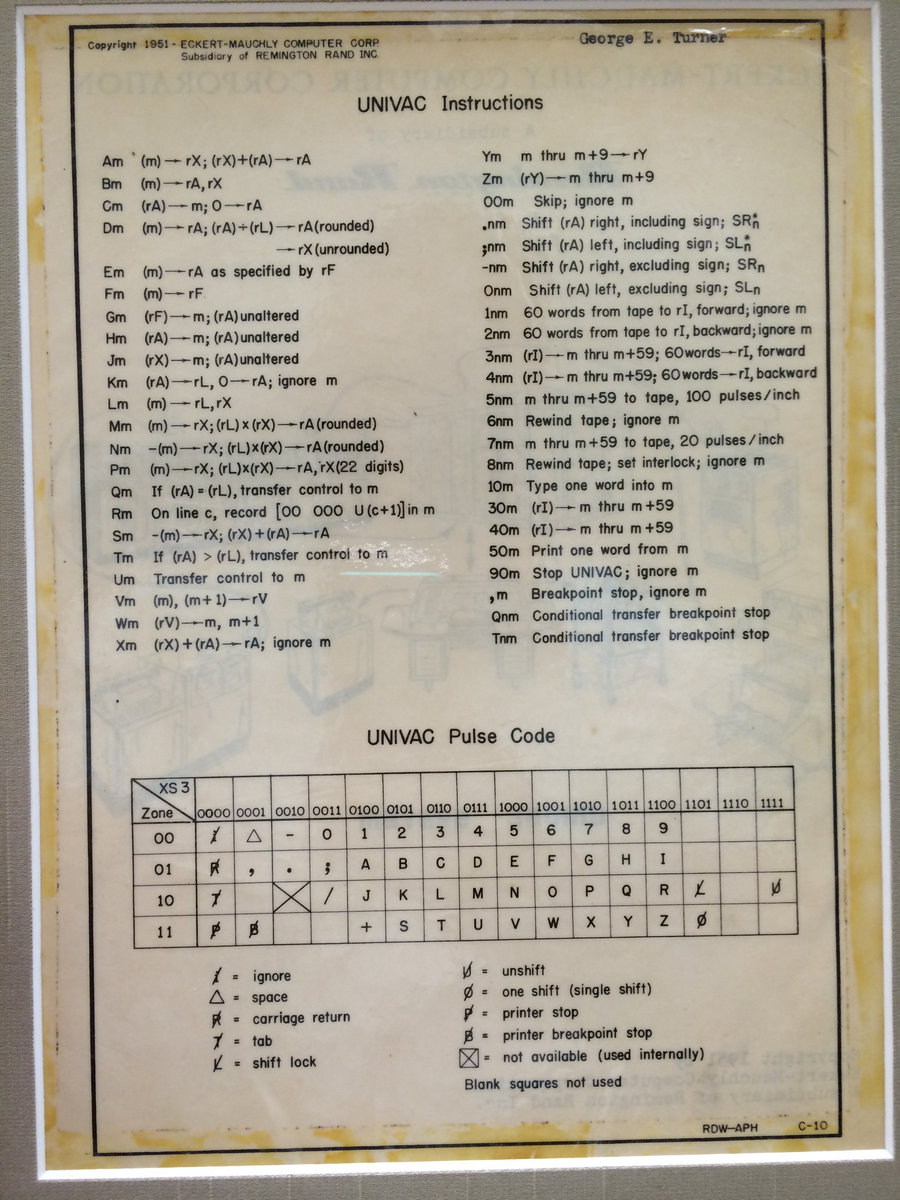 Copyright 1951 - ECKERT-MAUCHLY COMPUTER CORP.
Subsidiary of REMINGTON RAND INC.
George E. Turner
UNIVAC Instructions
Am (m)→rX; (rX)+(rA)→rA
Bm (m)→rA, rX
Cm (rA)→m; O→rA
Dm (m)→rA; (rA)÷(rL)→rA(rounded)
→rX(unrounded)
Em (m)→rA as specified by rF
Fm (m)→rF
Gm (rF)→m; (rA)unaltered
Hm (rA)→m; (rA)unaltered
Jm (rX)→m; (rA)unaltered
Km (rA)→rL, O→rA; ignore m
Lm (m)→rL, rX
Mm (m)→rX; (rL)x(rX)→rA(rounded)
Nm -(m)→rX; (rL)x(rX)→rA(rounded)
Pm (m)→rX; (rL)x(rX)→rA, rX(22 digits)
Qm If (rA)=(rL), transfer control to m
Rm On line c, record [OO OOO U(c+1)] in m
Sm -(m)→rX; (rX)+(rA)→rA
Tm If (rA) > (rL), transfer control to m
Um Transfer control to m
Vm (m), (m+1)→rV
Wm (rV)→m, m+1
Xm (rX)+(rA)→rA; ignore m
Ym m thru m+9→rY
Zm (rY)→m thru m+9
OOm Skip; ignore m
.nm Shift (rA) right, including sign; SRn*
;nm Shift (rA) left, including sign; SLn*
-nm Shift (rA) right, excluding sign; SRn
Onm Shift (rA) left, excluding sign; SLn
1nm 60 words from tape to rI, forward; ignore m
2nm 60 words from tape to rI, backward; ignore m
3nm (rI)→m thru m+59; 60words→rI, forward
4nm (rI)→m thru m+59; 60words→rI, backward
5nm m thru m+59 to tape, 100 pulses/inch
6nm Rewind tape; ignore m
7nm m thru m+59 to tape, 20 pulses/inch
8nm Rewind tape; set interlock; ignore m
10m Type one word into m
30m (rI)→m thru m+59
40m (rI)→m thru m+59
50m Print one word from m
90m Stop UNIVAC; ignore m
,m Breakpoint stop, ignore m
Qnm Conditional transfer breakpoint stop
Tnm Conditional transfer breakpoint stop
UNIVAC Pulse Code
XS 3
Zone 0000 0001 0010 0011 0100 0101 0110 0111 1000 1001 1010 1011 1100 1101 1110 1111
00 i̸ △ - O 1 2 3 4 5 6 7 8 9
01 R̸ , . ; A B C D E F G H I
10 T̸ ⊠ / J K L M N O P Q R L̸ U̸
11 P̸ B̸ + S T U V W X Y Z Ø
i̸ = ignore
△ = space
R̸ = carriage return
T̸ = tab
L̸ = shift lock
U̸ = unshift
Ø = one shift (single shift)
P̸ = printer stop
B̸ = printer breakpoint stop
⊠ = not available (used internally)
Blank squares not used
RDW-APH C-10